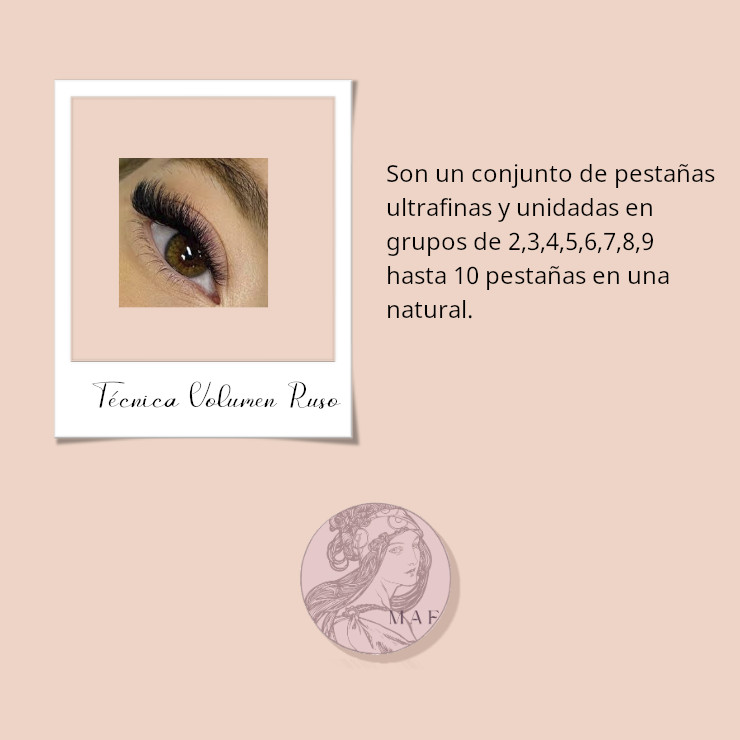 Son un conjunto de pestañas
ultrafinas y unidadas en
grupos de 2,3,4,5,6,7,8,9
hasta 10 pestañas en una
natural.
Técnica Volumen Ruso